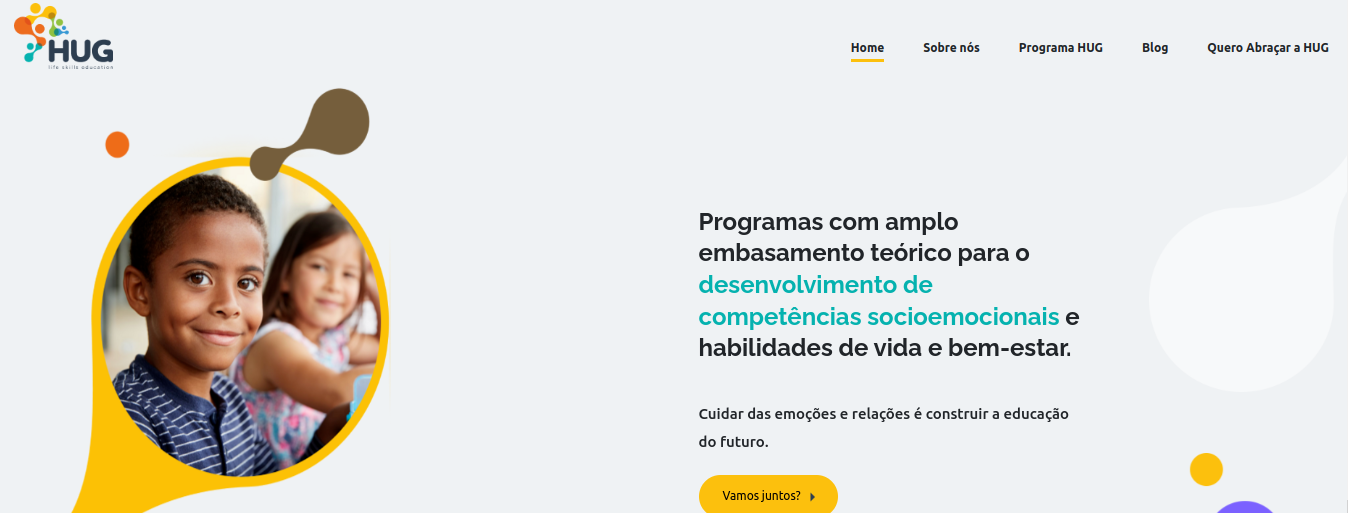 HUG
life skills education
Home
Sobre nós
Programa HUG
Blog
Quero Abraçar a HUG
Programas com amplo
embasamento teórico para o
desenvolvimento de
competências socioemocionais e
habilidades de vida e bem-estar.
Cuidar das emoções e relações é construir a educação
do futuro.
Vamos juntos?